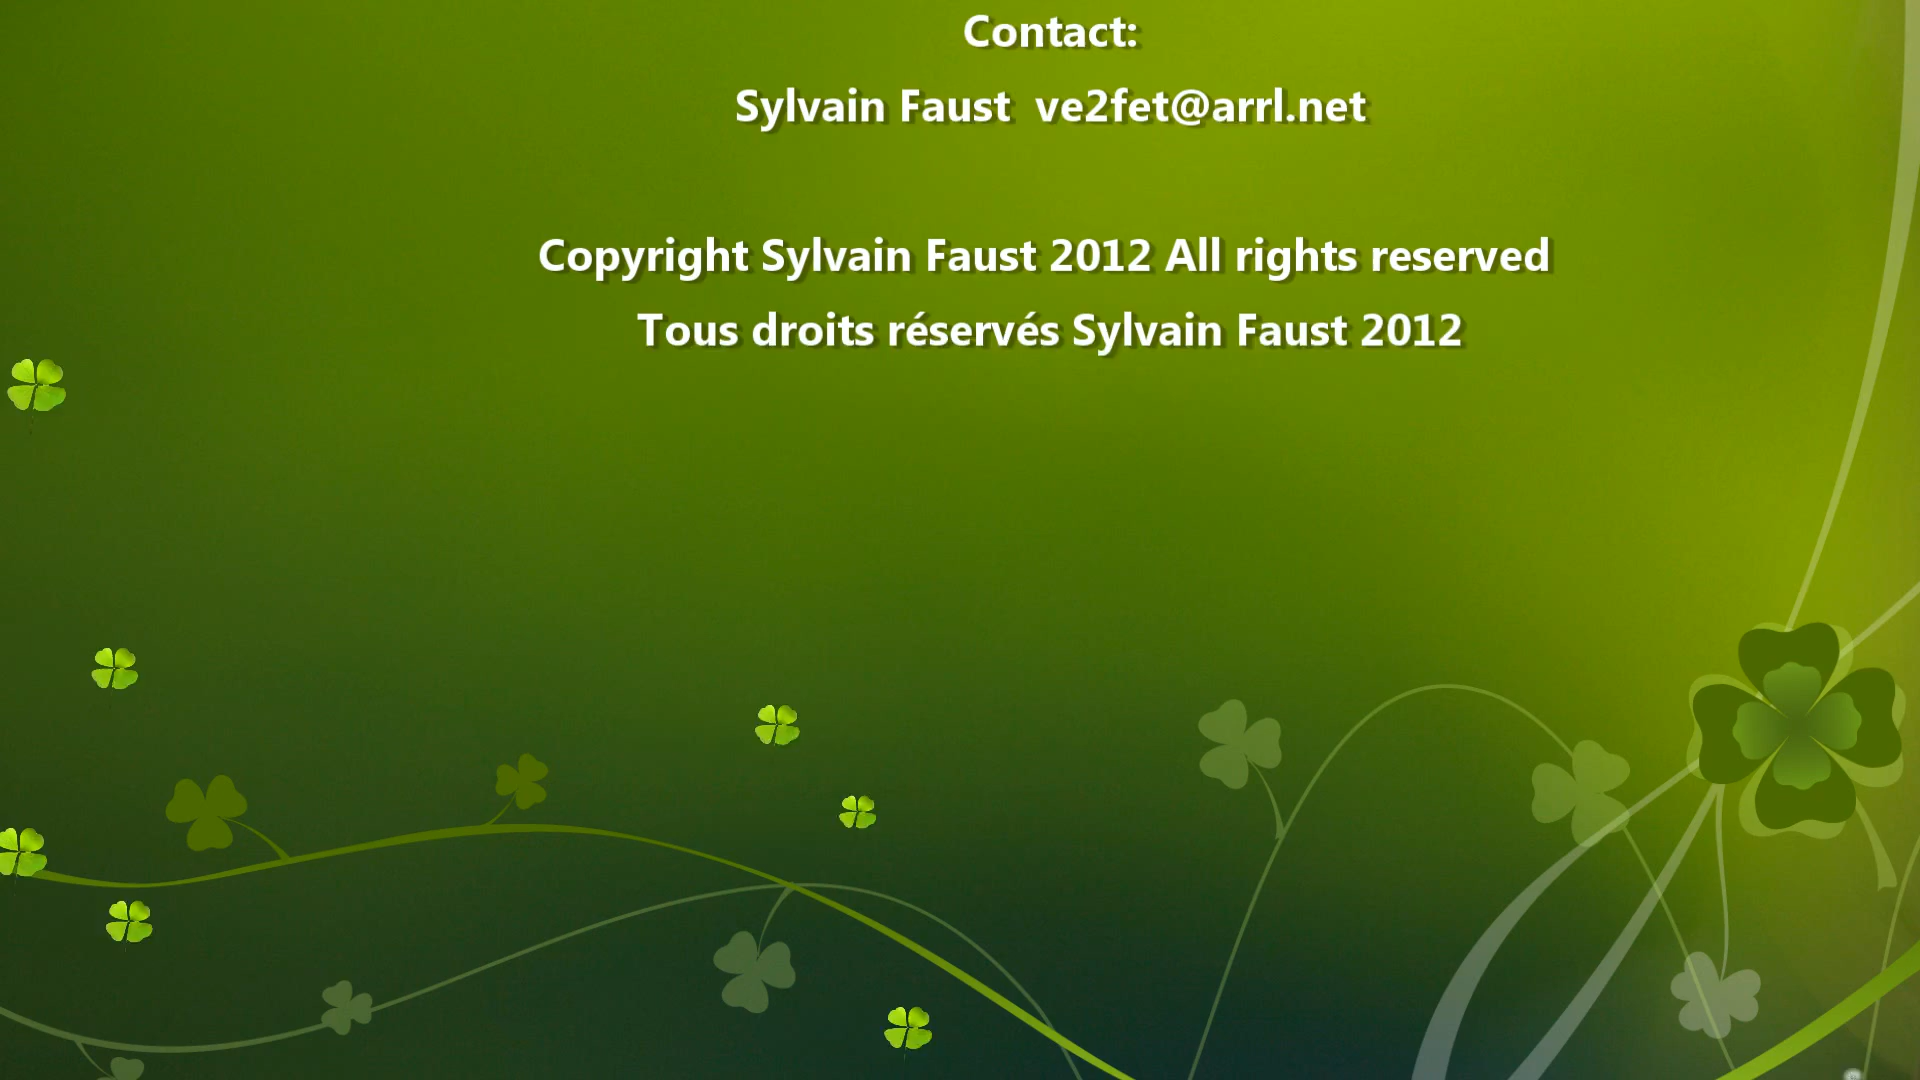 Contact:
Sylvain Faust  ve2fet@arrl.net
Copyright Sylvain Faust 2012 All rights reserved
Tous droits réservés Sylvain Faust 2012